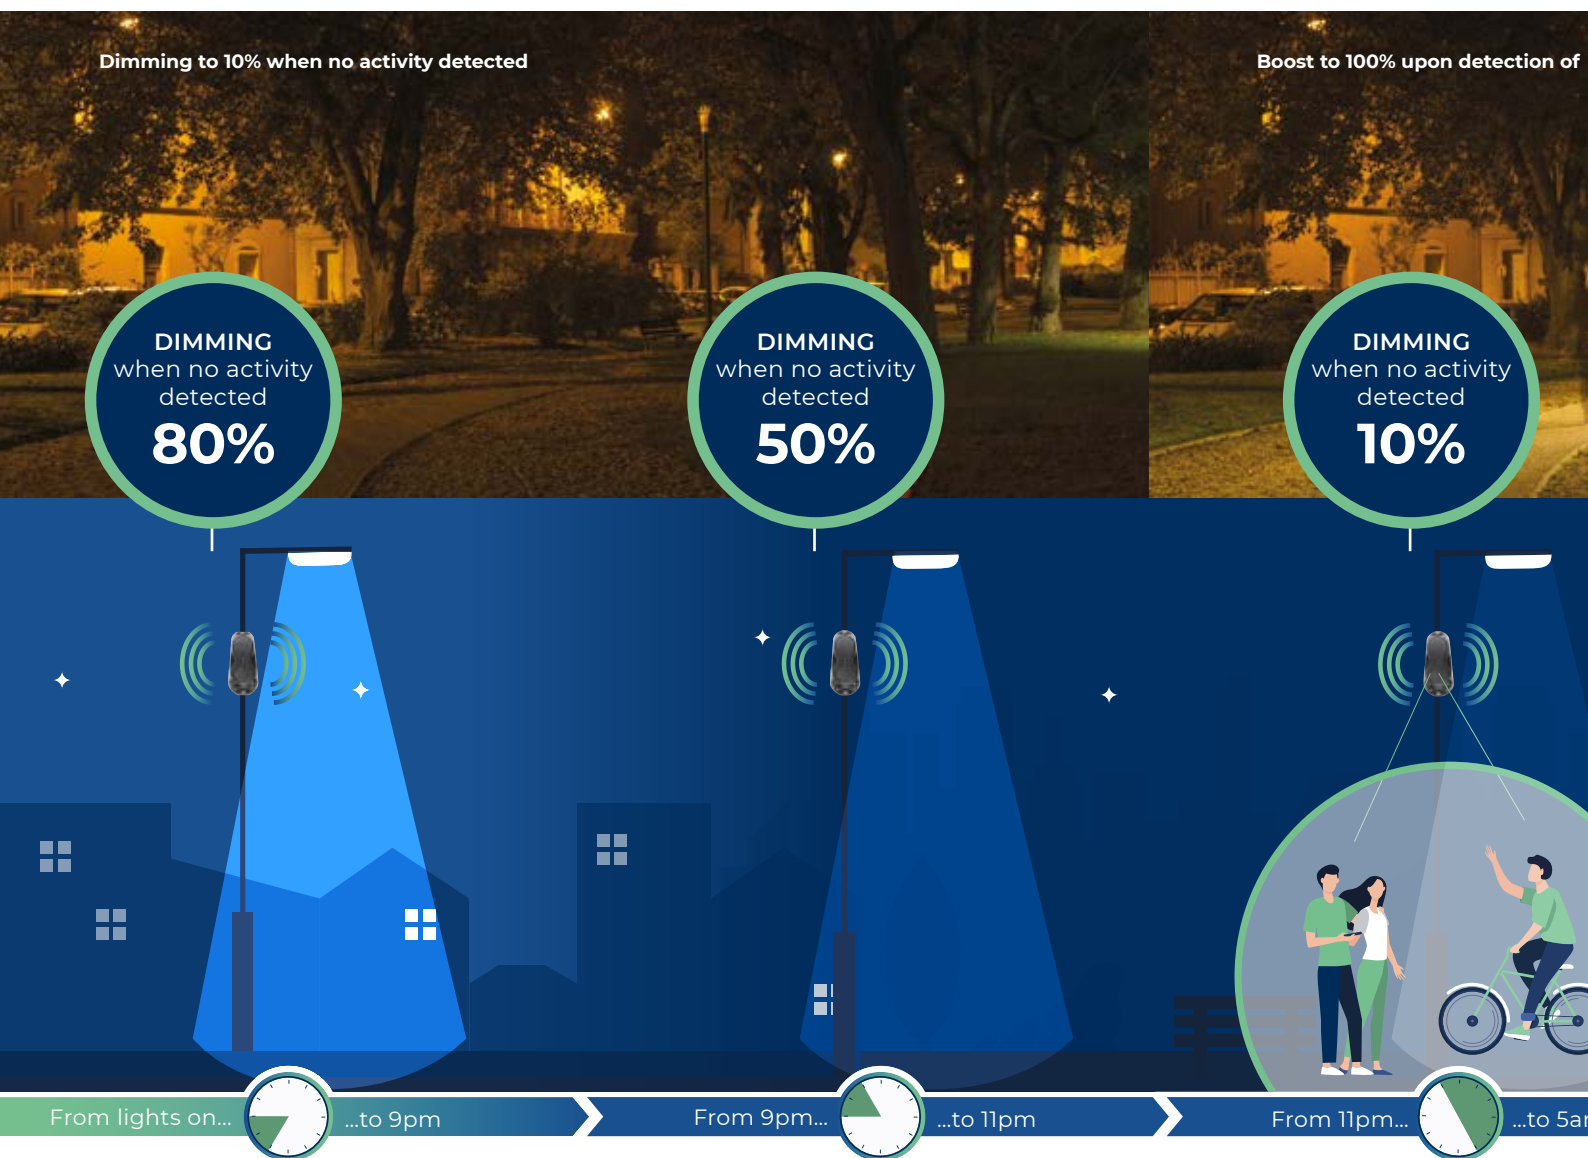 Dimming to 10% when no activity detected
Boost to 100% upon detection of
DIMMING
when no activity
detected
80%
DIMMING
when no activity
detected
50%
DIMMING
when no activity
detected
10%
From lights on...
...to 9pm
From 9pm...
...to 11pm
From 11pm...
...to 5a